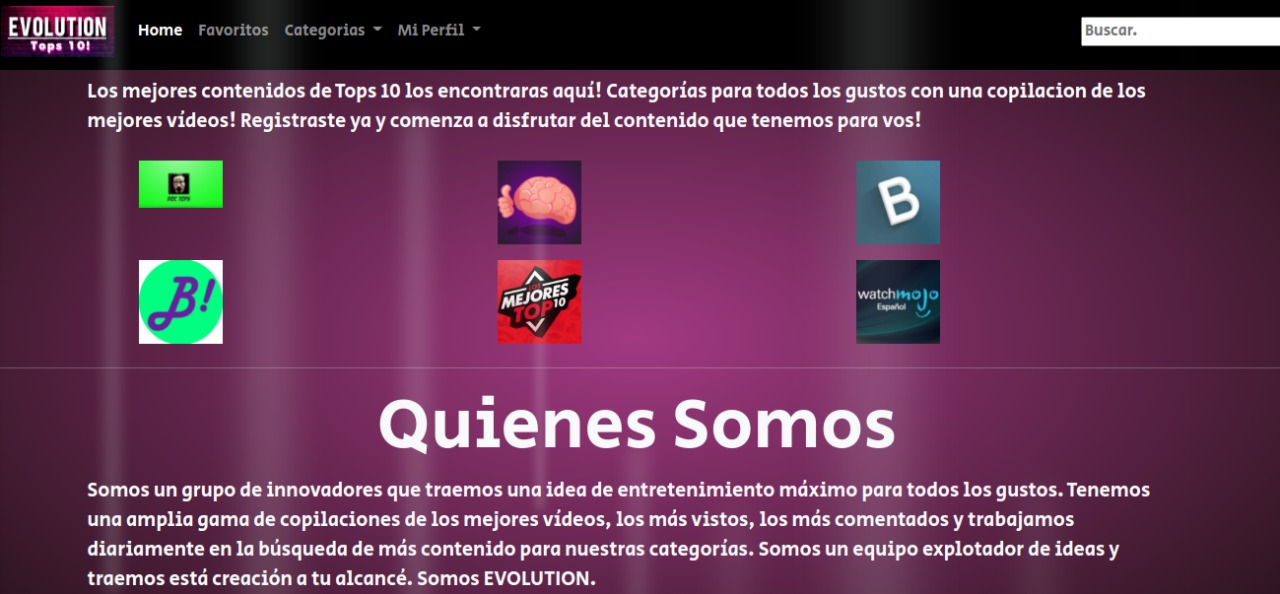 EVOLUTION
Tops 10!
Home Favoritos Categorias Mi Perfil
Buscar.
Los mejores contenidos de Tops 10 los encontraras aquí! Categorías para todos los gustos con una copilacion de los
mejores vídeos! Registraste ya y comenza a disfrutar del contenido que tenemos para vos!
DOC TOPS
B
B!
LOS
MEJORES
TOP 10
watchmojo
Español
Quienes Somos
Somos un grupo de innovadores que traemos una idea de entretenimiento máximo para todos los gustos. Tenemos
una amplia gama de copilaciones de los mejores vídeos, los más vistos, los más comentados y trabajamos
diariamente en la búsqueda de más contenido para nuestras categorías. Somos un equipo explotador de ideas y
traemos está creación a tu alcancé. Somos EVOLUTION.